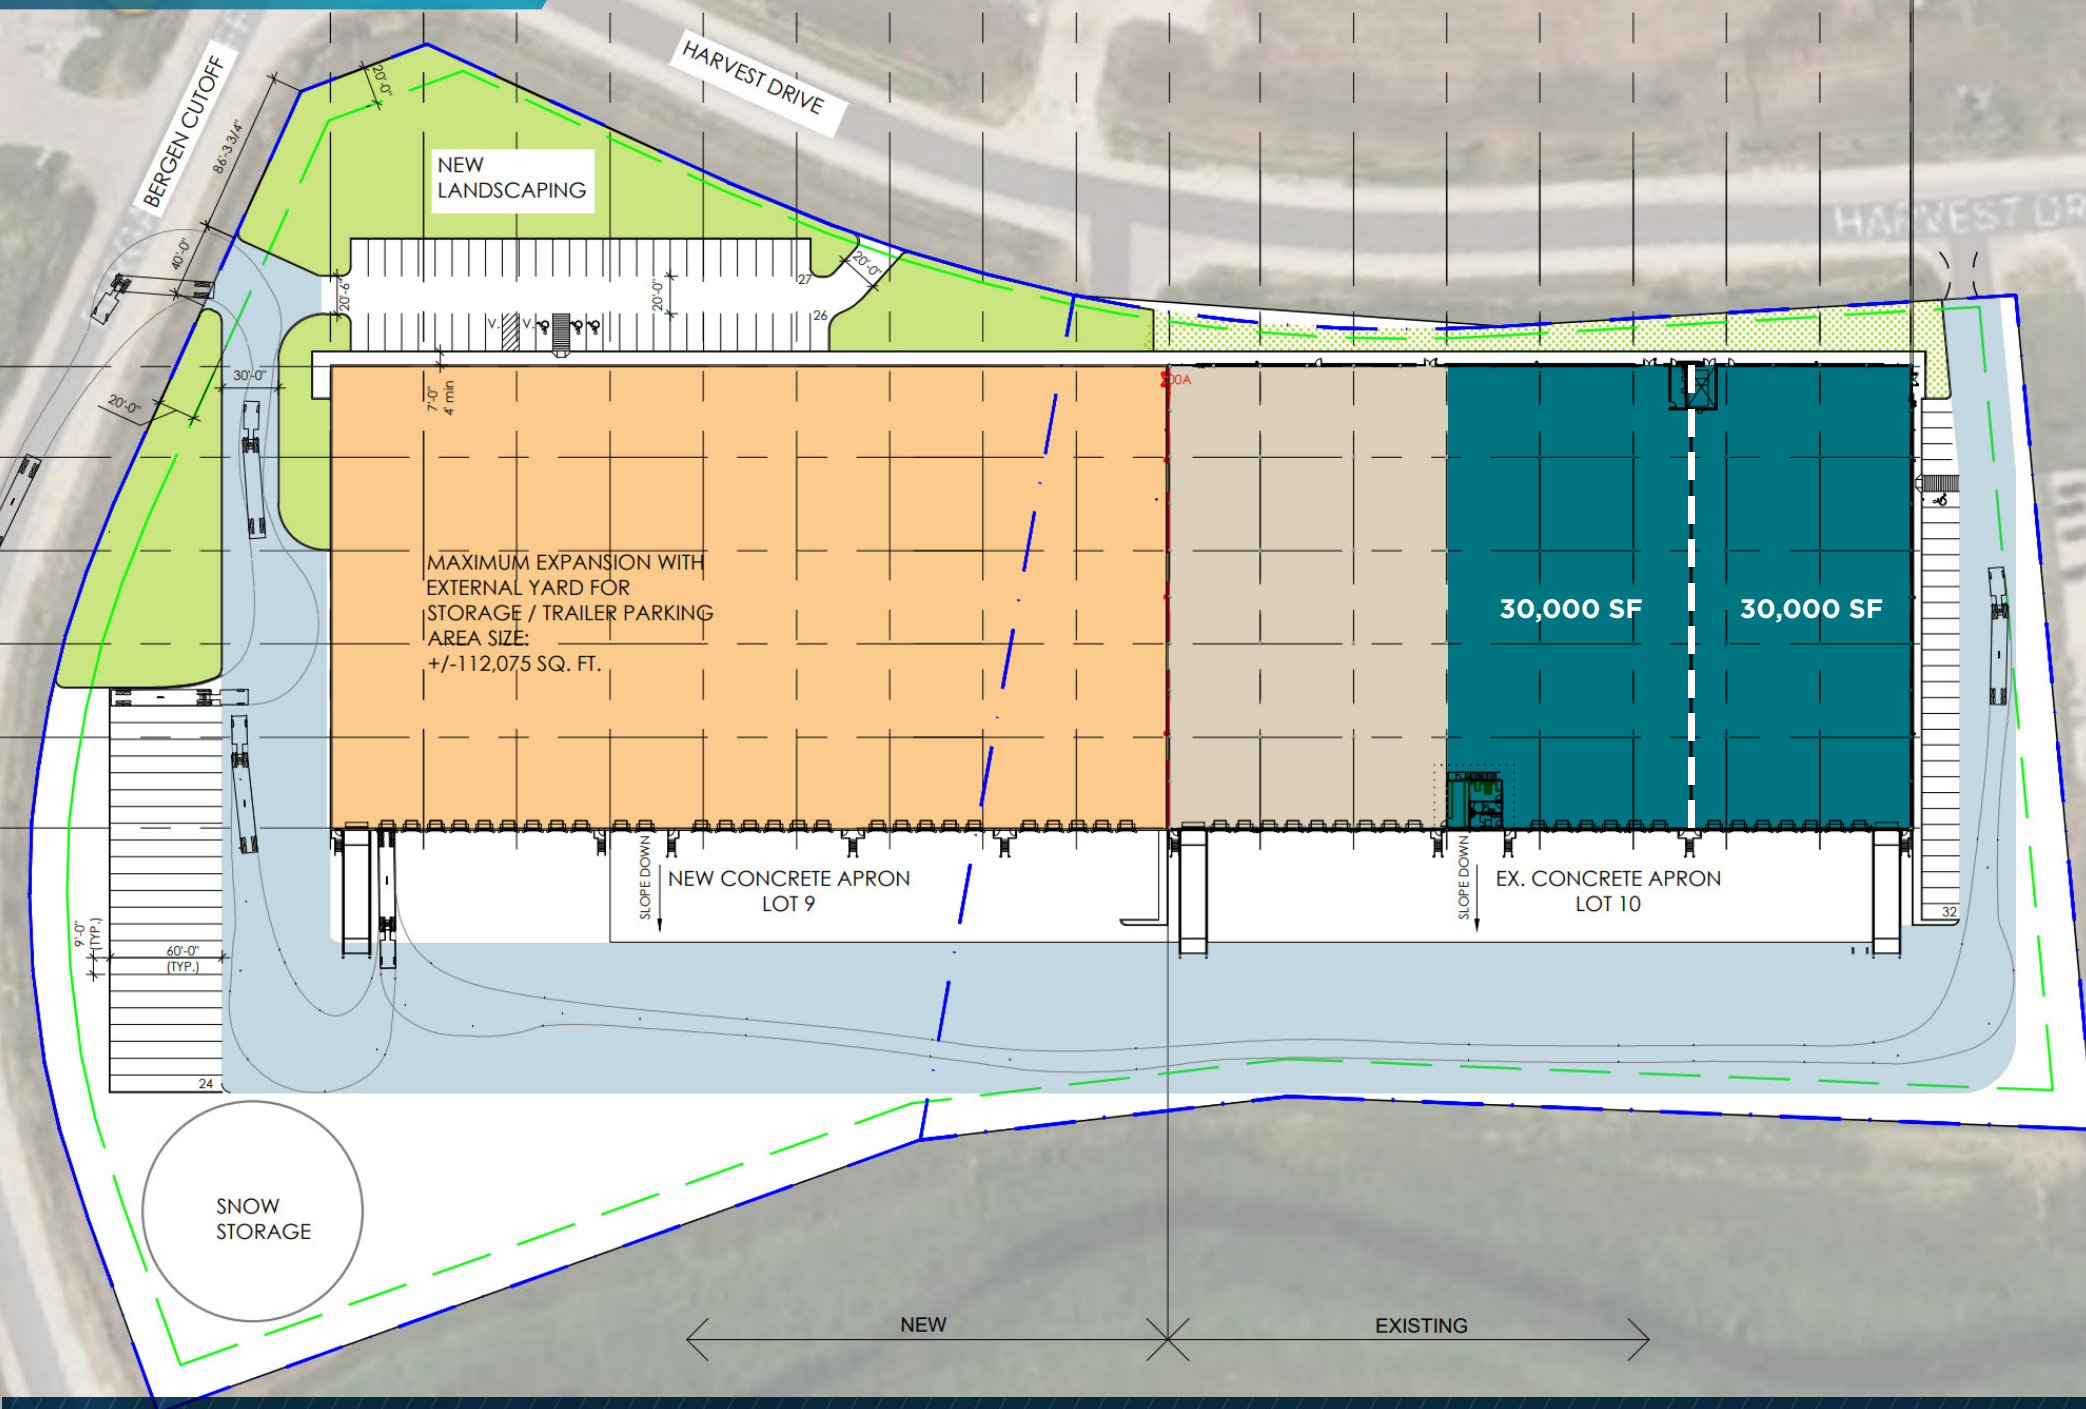 HARVEST DRIVE
BERGEN CUTOFF
20'-0"
86'-3 3/4"
NEW
LANDSCAPING
HARVEST DR
40'-0"
20'-6"
20'-0"
27
20'-0"
26
V.
V.
30'-0"
20'-0"
7'-0"
4' min
00A
MAXIMUM EXPANSION WITH
EXTERNAL YARD FOR
STORAGE / TRAILER PARKING
AREA SIZE:
+/-112,075 SQ. FT.
30,000 SF
30,000 SF
SLOPE DOWN
NEW CONCRETE APRON
LOT 9
SLOPE DOWN
EX. CONCRETE APRON
LOT 10
32
9'-0"
(TYP.)
60'-0"
(TYP.)
24
SNOW
STORAGE
NEW
EXISTING